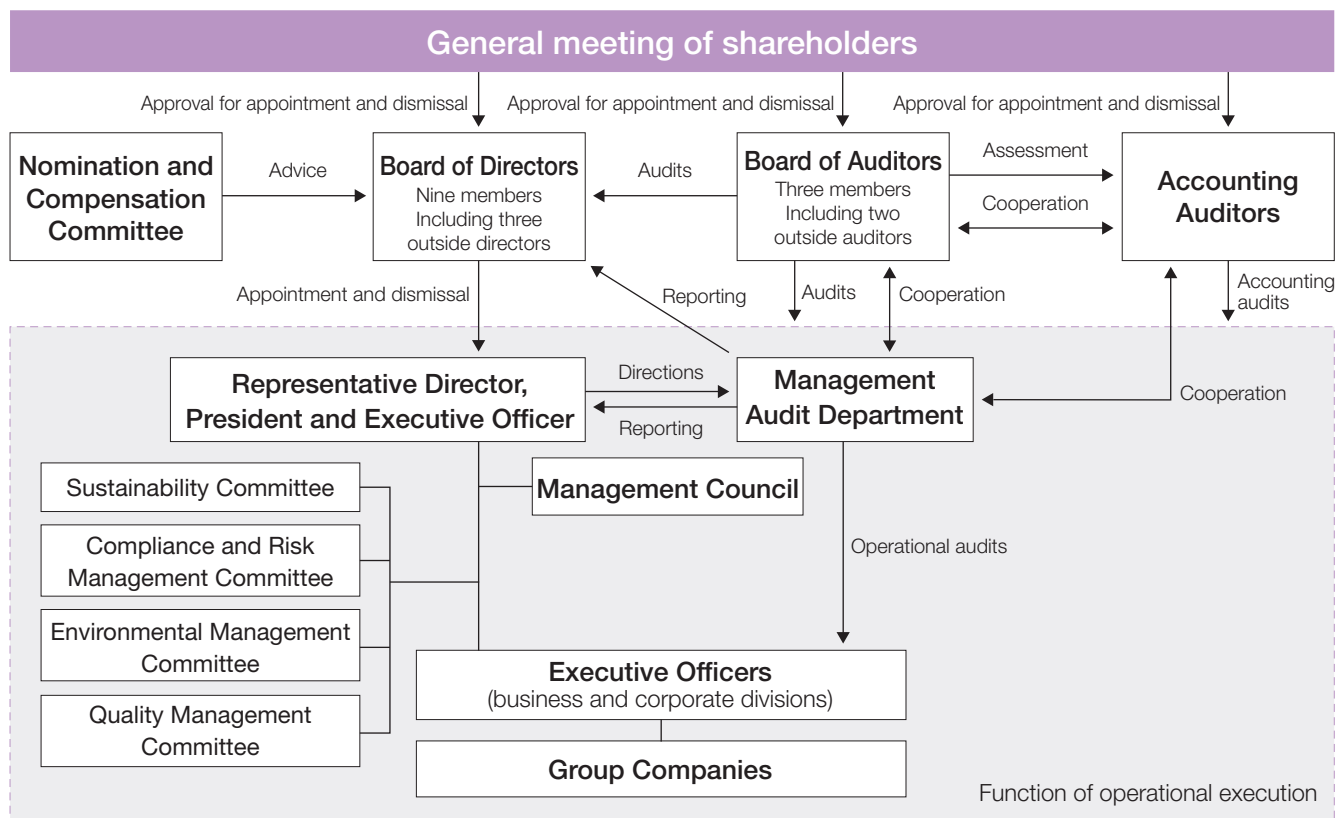 General meeting of shareholders
Approval for appointment and dismissal
Approval for appointment and dismissal
Approval for appointment and dismissal
Nomination and
Compensation
Committee
Advice
Board of Directors
Nine members
Including three
outside directors
Audits
Board of Auditors
Three members
Including two
outside auditors
Assessment
Cooperation
Accounting
Auditors
Appointment and dismissal
Reporting
Audits
Cooperation
Accounting
audits
Representative Director,
President and Executive Officer
Directions
Reporting
Management
Audit Department
Cooperation
Sustainability Committee
Management Council
Compliance and Risk
Management Committee
Operational audits
Environmental Management
Committee
Executive Officers
(business and corporate divisions)
Quality Management
Committee
Group Companies
Function of operational execution